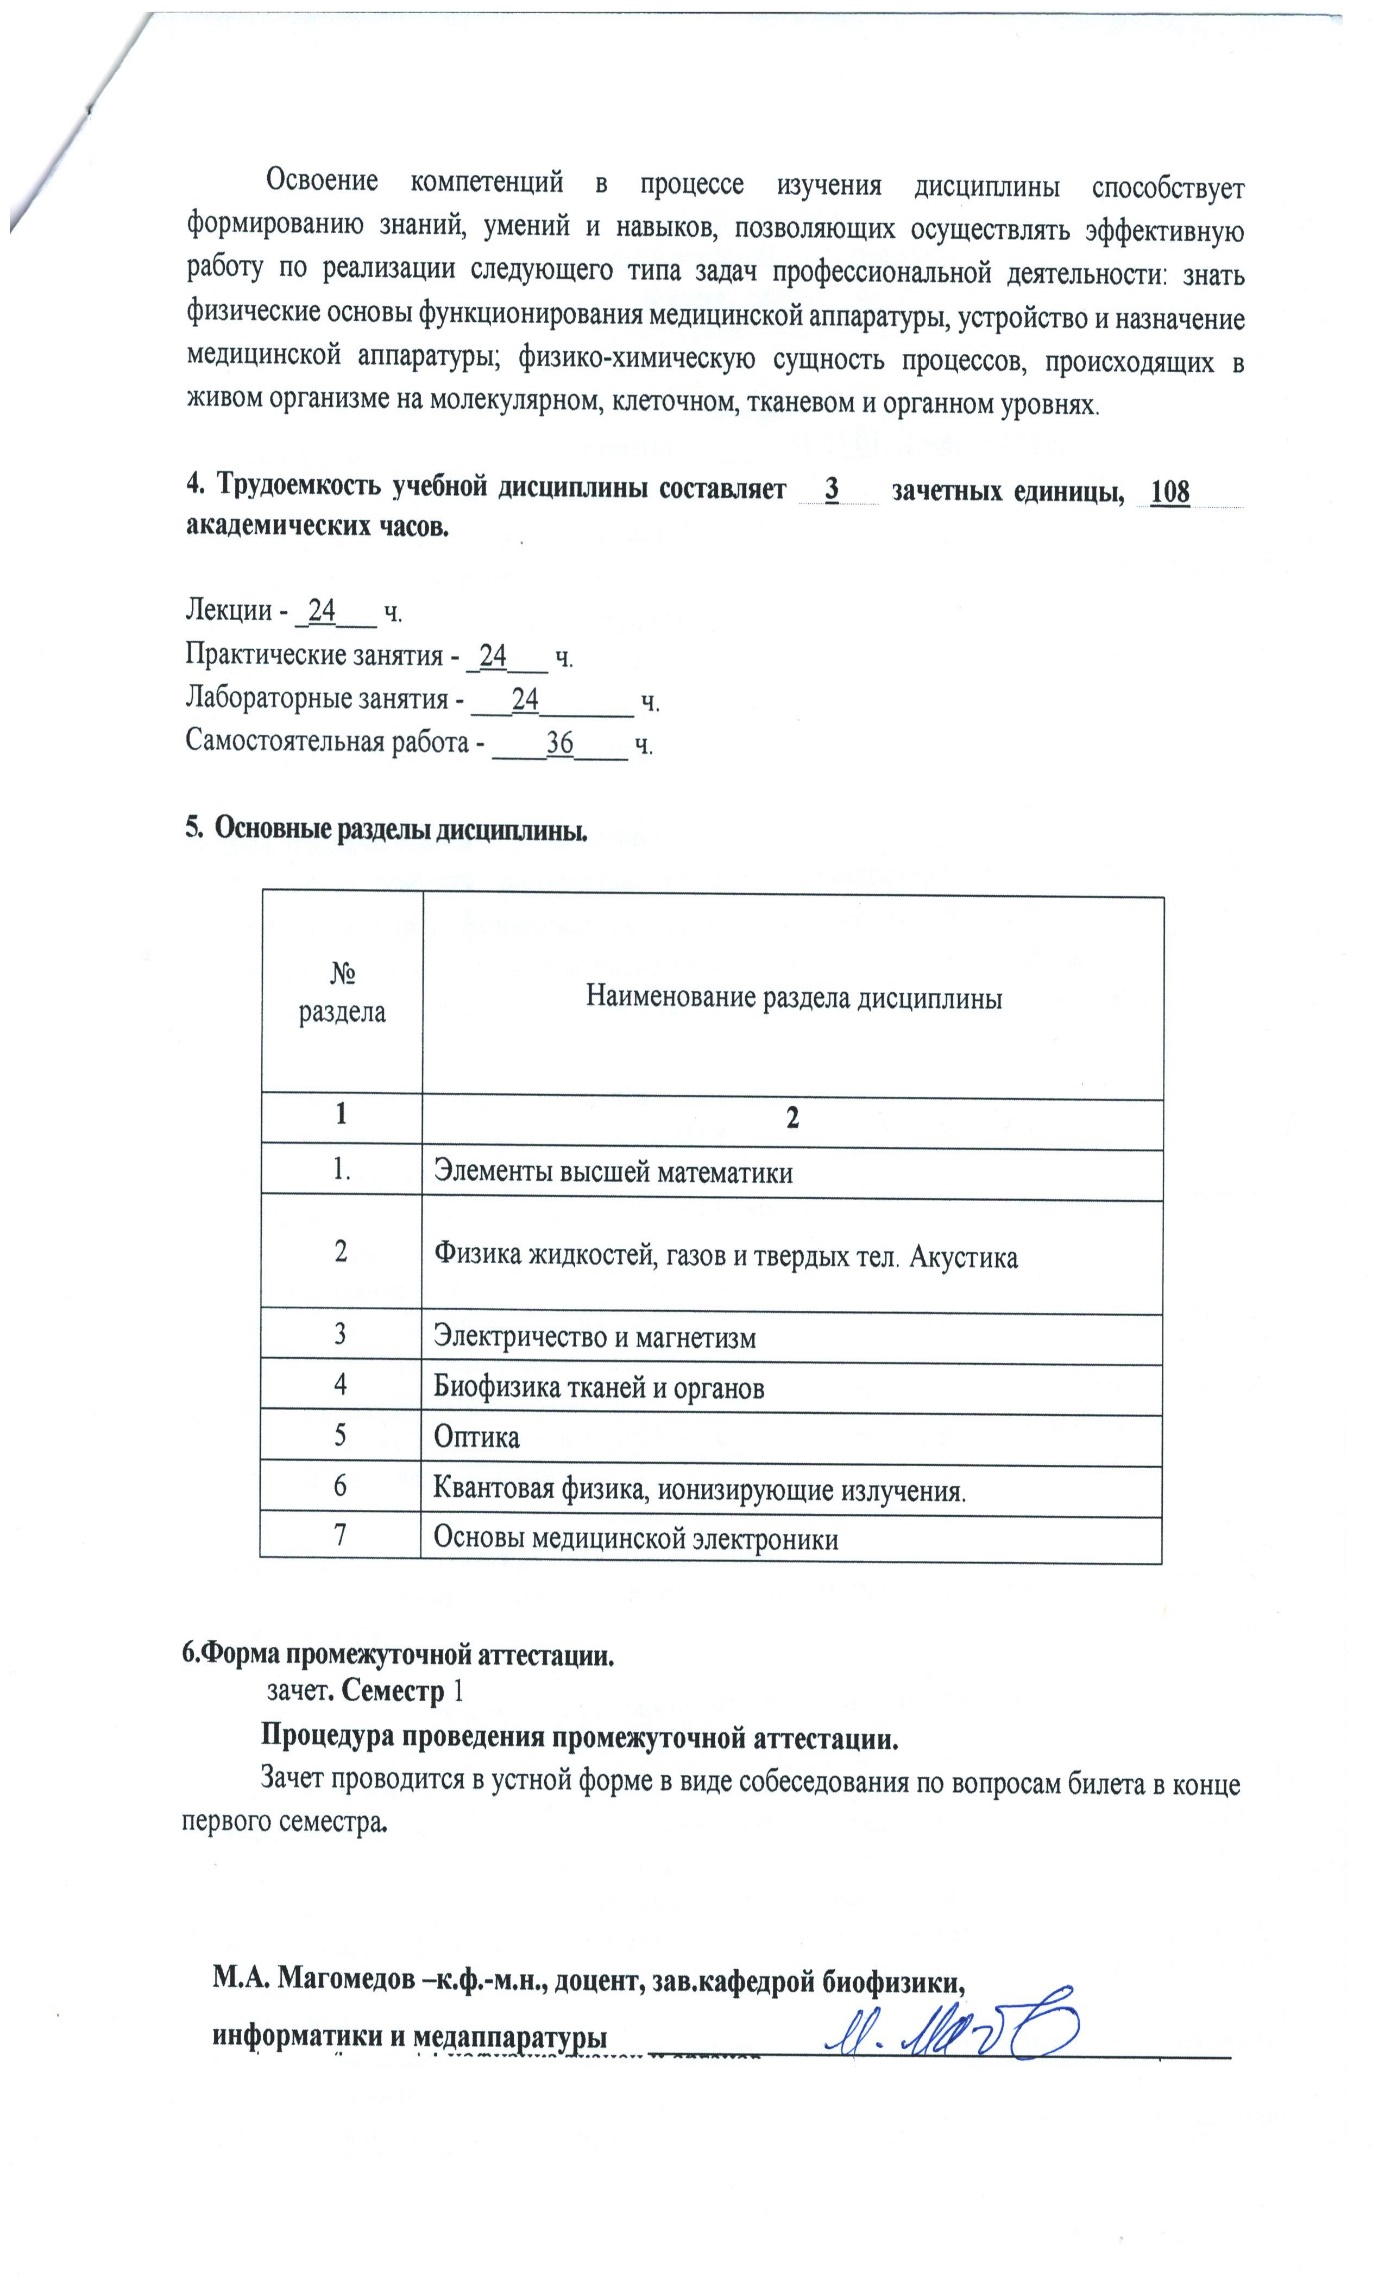 Освоение компетенций в процессе изучения дисциплины способствует
формированию знаний, умений и навыков, позволяющих осуществлять эффективную
работу по реализации следующего типа задач профессиональной деятельности: знать
физические основы функционирования медицинской аппаратуры, устройство и назначение
медицинской аппаратуры; физико-химическую сущность процессов, происходящих в
живом организме на молекулярном, клеточном, тканевом и органном уровнях.
4. Трудоемкость учебной дисциплины составляет 3 зачетных единицы, 108
академических часов.
Лекции - _24___ ч.
Практические занятия - _24___ ч.
Лабораторные занятия - ___24_______ ч.
Самостоятельная работа - ____36____ ч.
5. Основные разделы дисциплины.
№
раздела
Наименование раздела дисциплины
1 2
1. Элементы высшей математики
2 Физика жидкостей, газов и твердых тел. Акустика
3 Электричество и магнетизм
4 Биофизика тканей и органов
5 Оптика
6 Квантовая физика, ионизирующие излучения.
7 Основы медицинской электроники
6.Форма промежуточной аттестации.
зачет. Семестр 1
Процедура проведения промежуточной аттестации.
Зачет проводится в устной форме в виде собеседования по вопросам билета в конце
первого семестра.
М.А. Магомедов –к.ф.-м.н., доцент, зав.кафедрой биофизики,
информатики и медаппаратуры